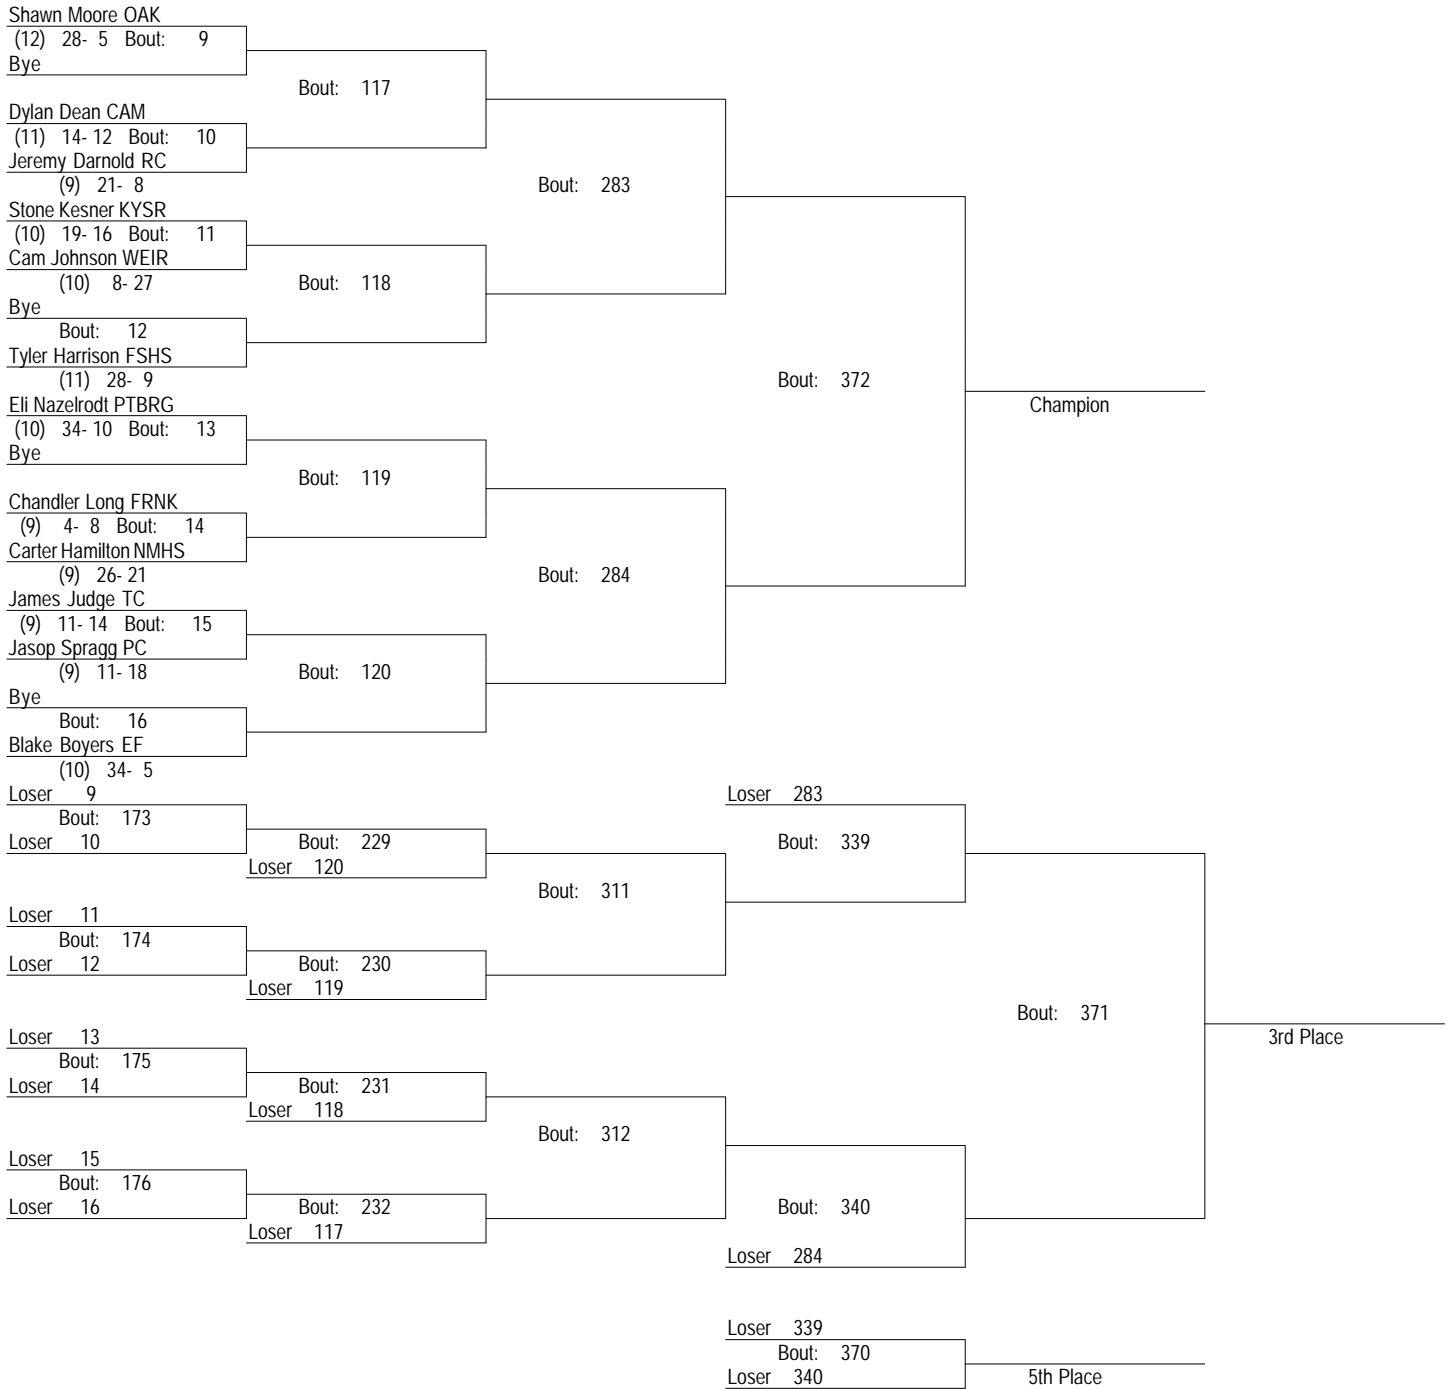 Shawn Moore OAK
(12) 28- 5 Bout: 9
Bye
Bout: 117
Dylan Dean CAM
(11) 14- 12 Bout: 10
Jeremy Darnold RC
(9) 21- 8
Bout: 283
Stone Kesner KYSR
(10) 19- 16 Bout: 11
Cam Johnson WEIR
(10) 8- 27
Bout: 118
Bye
Bout: 12
Tyler Harrison FSHS
(11) 28- 9
Bout: 372
Champion
Eli Nazelrodt PTBRG
(10) 34- 10 Bout: 13
Bye
Bout: 119
Chandler Long FRNK
(9) 4- 8 Bout: 14
Carter Hamilton NMHS
(9) 26- 21
Bout: 284
James Judge TC
(9) 11- 14 Bout: 15
Jasop Spragg PC
(9) 11- 18
Bout: 120
Bye
Bout: 16
Blake Boyers EF
(10) 34- 5
Loser 9
Bout: 173
Loser 10
Bout: 229
Loser 120
Loser 283
Bout: 339
Bout: 311
Loser 11
Bout: 174
Loser 12
Bout: 230
Loser 119
Bout: 371
3rd Place
Loser 13
Bout: 175
Loser 14
Bout: 231
Loser 118
Bout: 312
Loser 15
Bout: 176
Loser 16
Bout: 232
Loser 117
Bout: 340
Loser 284
Loser 339
Bout: 370
Loser 340
5th Place